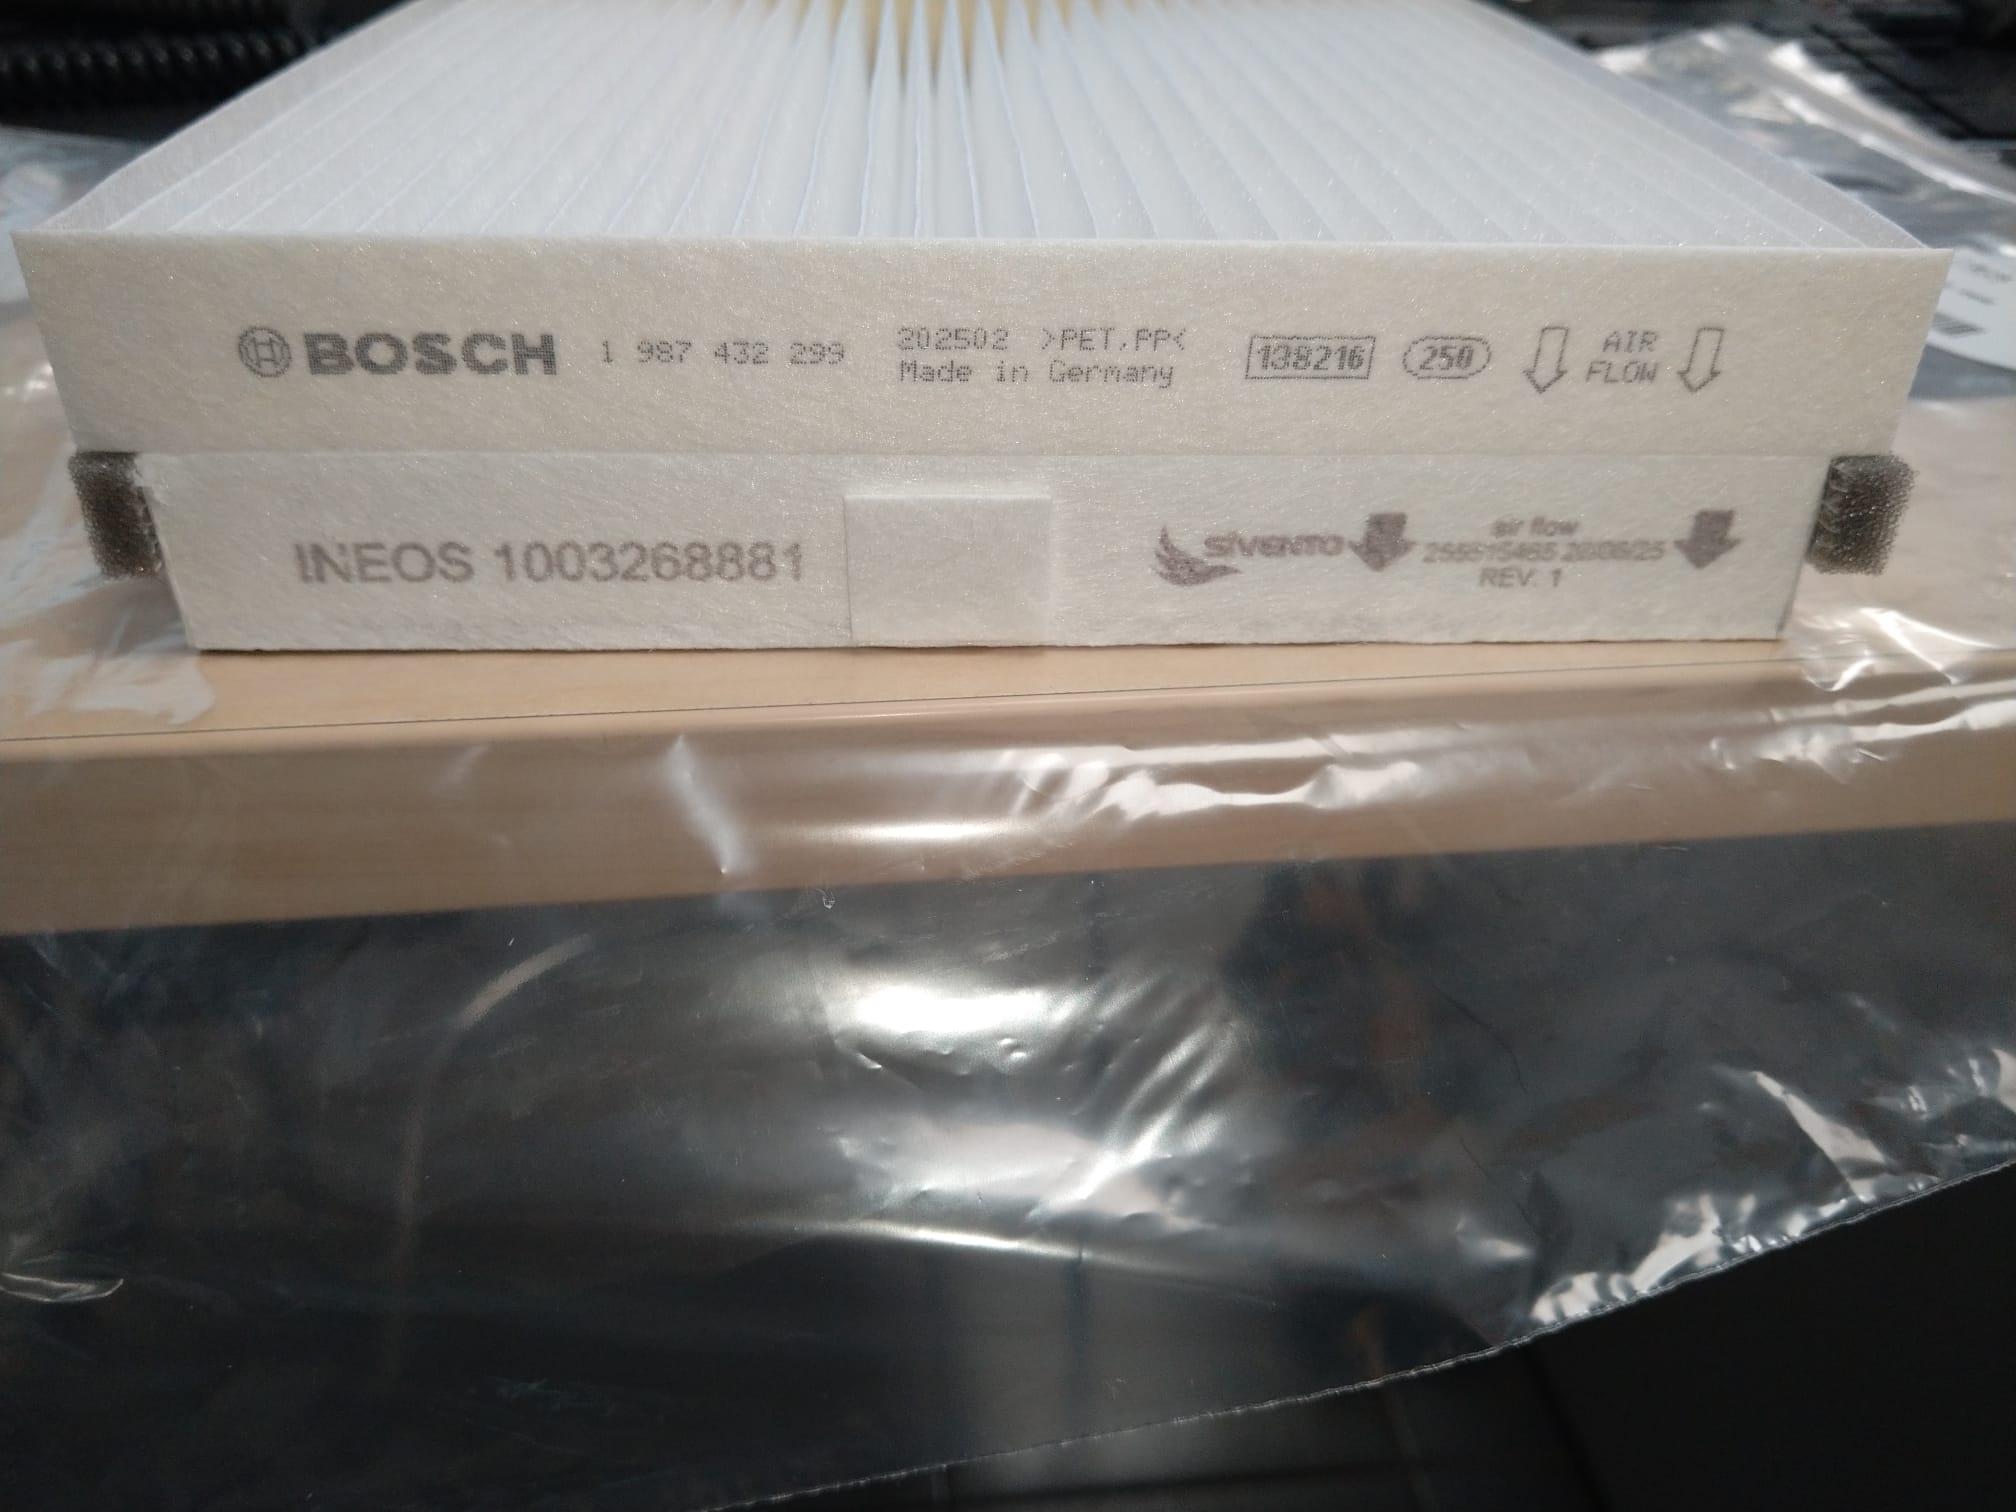 BOSCH 1 987 432 299
202502 >PET,PP<
Made in Germany
138216 250
AIR
FLOW
INEOS 1003268881
sivento
air flow
REV. 1